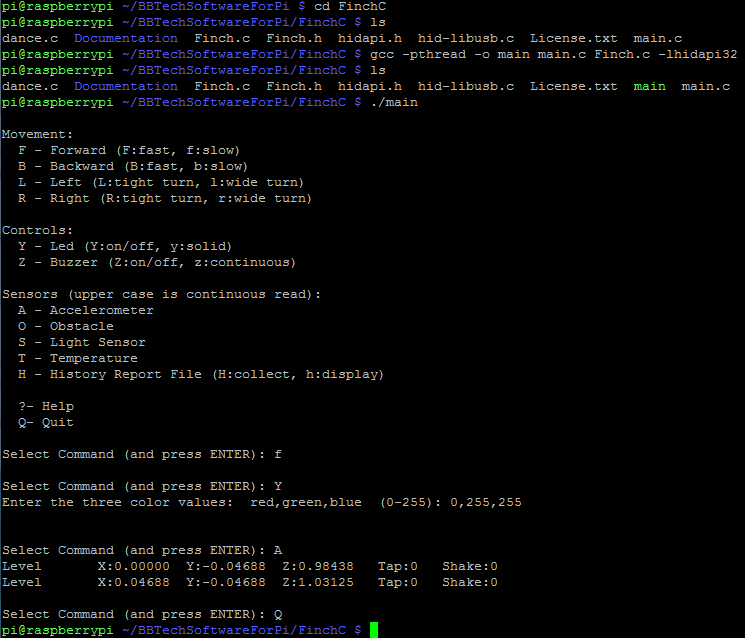 pi@raspberrypi ~/BBTechSoftwareForPi $ cd FinchC
pi@raspberrypi ~/BBTechSoftwareForPi/FinchC $ ls
dance.c  Documentation  Finch.c  Finch.h  hidapi.h  hid-libusb.c  License.txt  main.c
pi@raspberrypi ~/BBTechSoftwareForPi/FinchC $ gcc -pthread -o main main.c Finch.c -lhidapi32
pi@raspberrypi ~/BBTechSoftwareForPi/FinchC $ ls
dance.c  Documentation  Finch.c  Finch.h  hidapi.h  hid-libusb.c  License.txt  main  main.c
pi@raspberrypi ~/BBTechSoftwareForPi/FinchC $ ./main

Movement:
  F - Forward (F:fast, f:slow)
  B - Backward (B:fast, b:slow)
  L - Left (L:tight turn, l:wide turn)
  R - Right (R:tight turn, r:wide turn)

Controls:
  Y - Led (Y:on/off, y:solid)
  Z - Buzzer (Z:on/off, z:continuous)

Sensors (upper case is continuous read):
  A - Accelerometer
  O - Obstacle
  S - Light Sensor
  T - Temperature
  H - History Report File (H:collect, h:display)

  ?- Help
  Q- Quit

Select Command (and press ENTER): f

Select Command (and press ENTER): Y
Enter the three color values:  red,green,blue  (0-255): 0,255,255

Select Command (and press ENTER): A
Level       X:0.00000  Y:-0.04688  Z:0.98438   Tap:0   Shake:0
Level       X:0.04688  Y:-0.04688  Z:1.03125   Tap:0   Shake:0

Select Command (and press ENTER): Q
pi@raspberrypi ~/BBTechSoftwareForPi/FinchC $